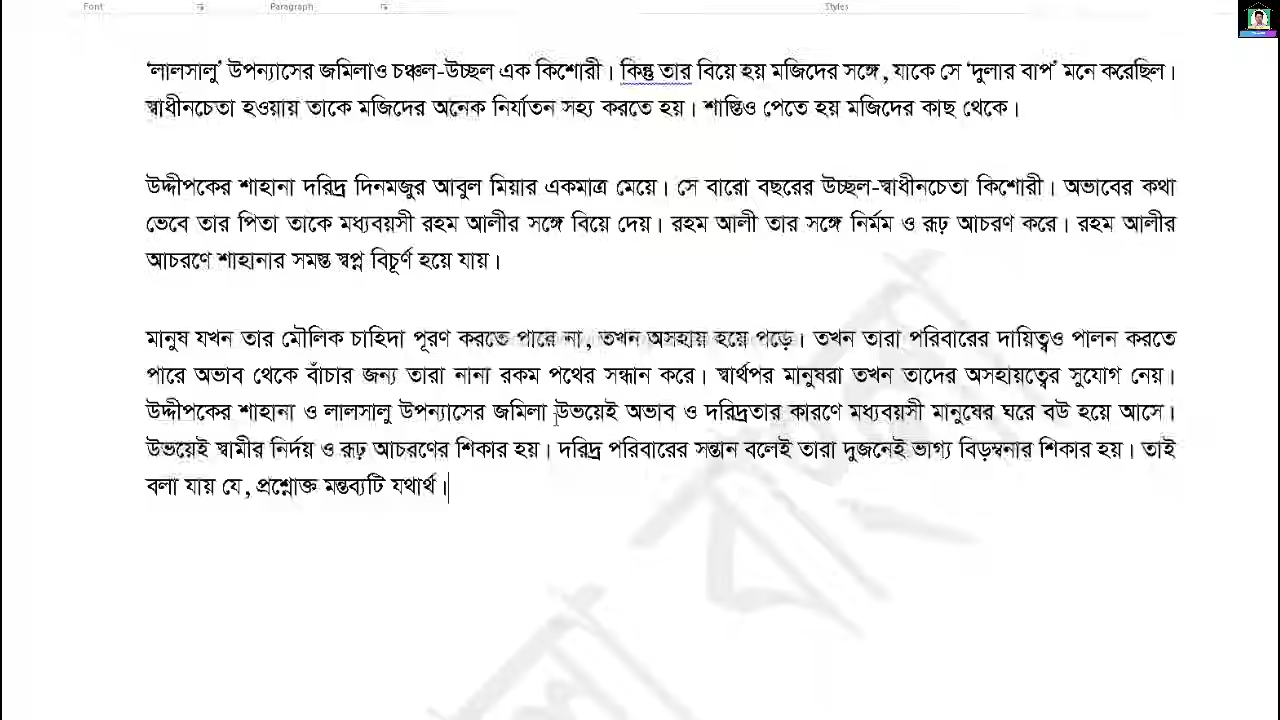 Font Paragraph Styles
‘লালসালু’ উপন্যাসের জমিলাও চঞ্চল-উচ্ছল এক কিশোরী। কিন্তু তার বিয়ে হয় মজিদের সঙ্গে, যাকে সে ‘দুলার বাপ’ মনে করেছিল।
স্বাধীনচেতা হওয়ায় তাকে মজিদের অনেক নির্যাতন সহ্য করতে হয়। শাস্তিও পেতে হয় মজিদের কাছ থেকে।
উদ্দীপকের শাহানা দরিদ্র দিনমজুর আবুল মিয়ার একমাত্র মেয়ে। সে বারো বছরের উচ্ছল-স্বাধীনচেতা কিশোরী। অভাবের কথা
ভেবে তার পিতা তাকে মধ্যবয়সী রহম আলীর সঙ্গে বিয়ে দেয়। রহম আলী তার সঙ্গে নির্মম ও রূঢ় আচরণ করে। রহম আলীর
আচরণে শাহানার সমস্ত স্বপ্ন বিচূর্ণ হয়ে যায়।
মানুষ যখন তার মৌলিক চাহিদা পূরণ করতে পারে না, তখন অসহায় হয়ে পড়ে। তখন তারা পরিবারের দায়িত্বও পালন করতে
পারে অভাব থেকে বাঁচার জন্য তারা নানা রকম পথের সন্ধান করে। স্বার্থপর মানুষরা তখন তাদের অসহায়ত্বের সুযোগ নেয়।
উদ্দীপকের শাহানা ও লালসালু উপন্যাসের জমিলা উভয়েই অভাব ও দরিদ্রতার কারণে মধ্যবয়সী মানুষের ঘরে বউ হয়ে আসে।
উভয়েই স্বামীর নির্দয় ও রূঢ় আচরণের শিকার হয়। দরিদ্র পরিবারের সন্তান বলেই তারা দুজনেই ভাগ্য বিড়ম্বনার শিকার হয়। তাই
বলা যায় যে, প্রশ্নোক্ত মন্তব্যটি যথার্থ।